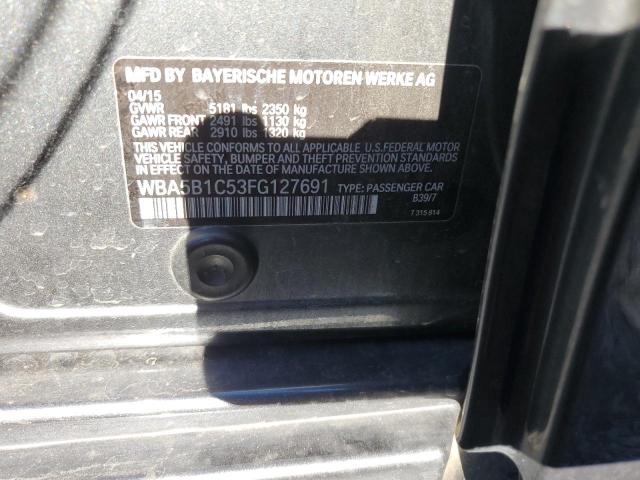 MFD BY BAYERISCHE MOTOREN WERKE AG
04/15
GVWR 5181 lbs 2350 kg
GAWR FRONT 2491 lbs 1130 kg
GAWR REAR 2910 lbs 1320 kg
THIS VEHICLE CONFORMS TO ALL APPLICABLE U.S.FEDERAL MOTOR
VEHICLE SAFETY, BUMPER AND THEFT PREVENTION STANDARDS
IN EFFECT ON THE DATE OF MANUFACTURE SHOWN ABOVE.
WBA5B1C53FG127691 TYPE: PASSENGER CAR
B39/7
7 315 814